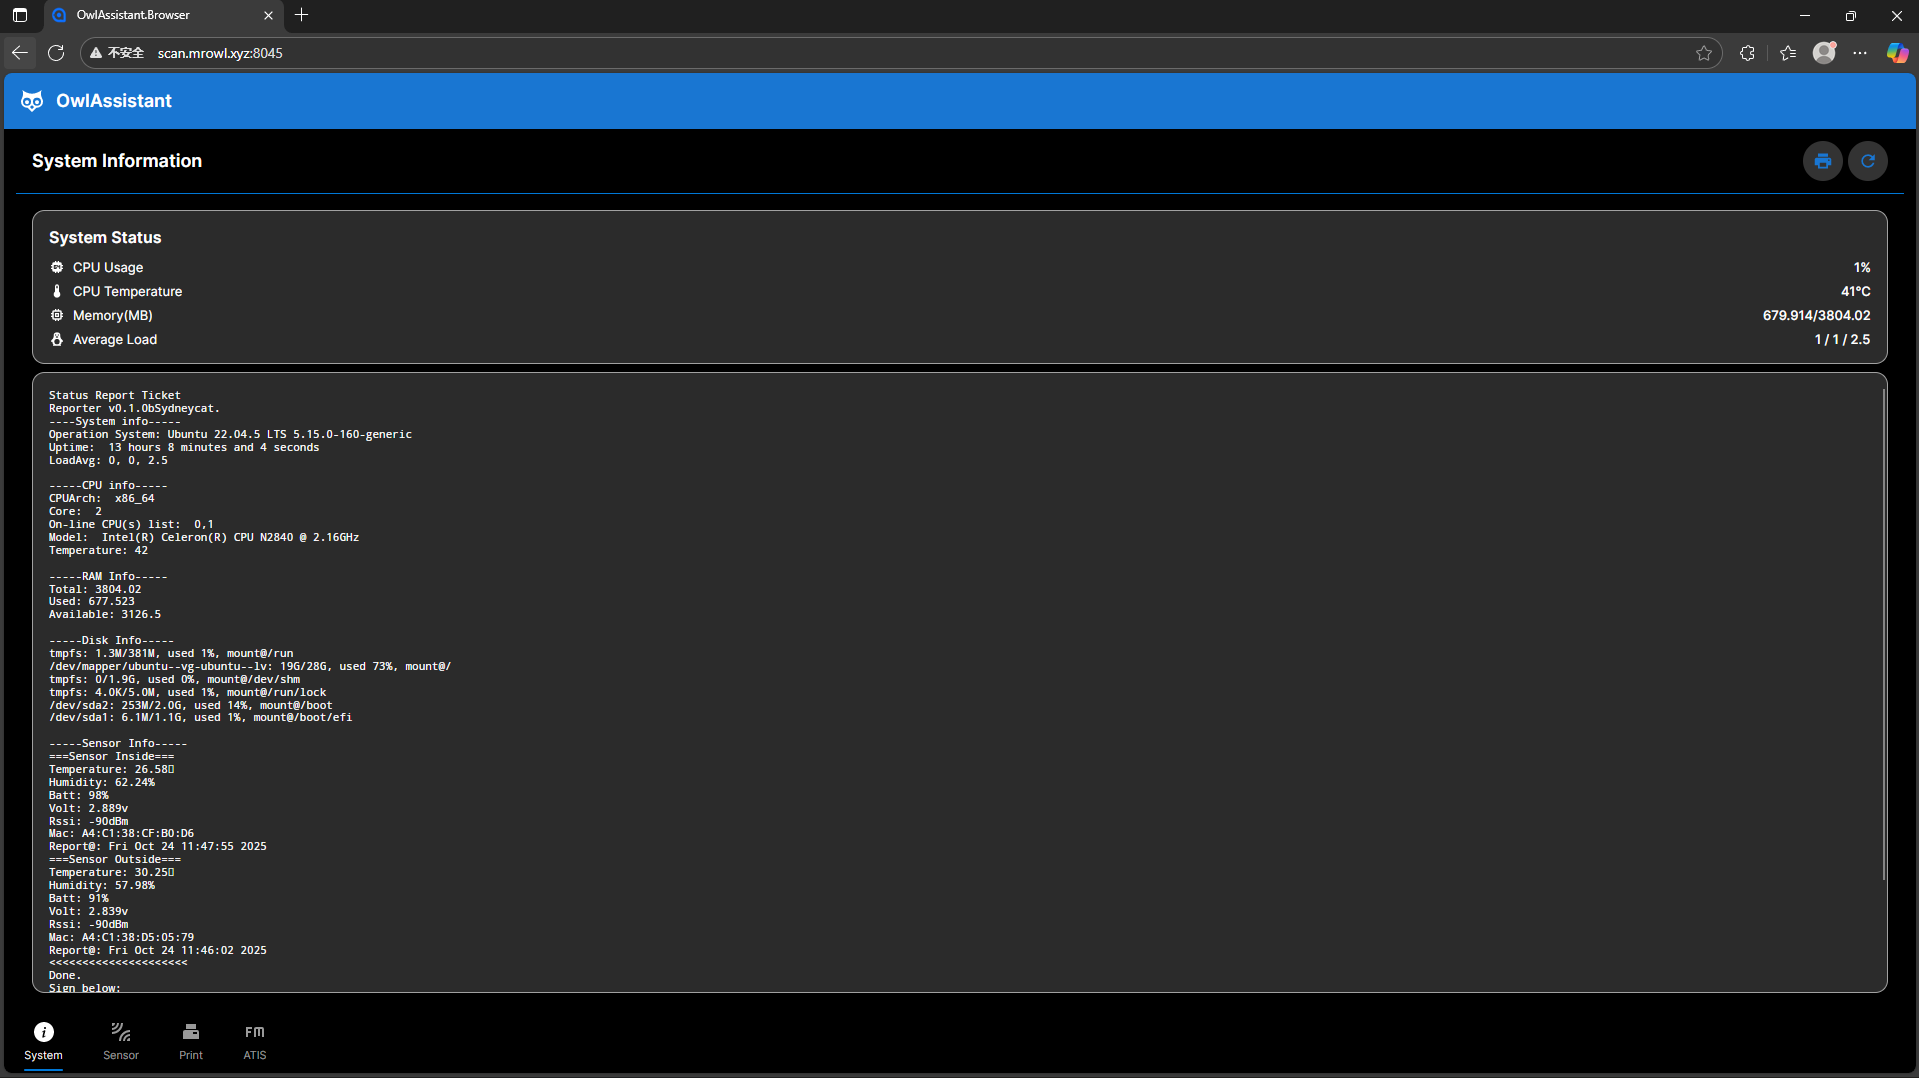 OwlAssistant.Browser
不安全 scan.mrowl.xyz:8045
OwlAssistant
System Information
System Status
CPU Usage 1%
CPU Temperature 41°C
Memory(MB) 679.914/3804.02
Average Load 1 / 1 / 2.5
Status Report Ticket
Reporter v0.1.0bSydneycat.
----System info-----
Operation System: Ubuntu 22.04.5 LTS 5.15.0-160-generic
Uptime:  13 hours 8 minutes and 4 seconds
LoadAvg: 0, 0, 2.5
-----CPU info-----
CPUArch:  x86_64
Core:  2
On-line CPU(s) list:  0,1
Model:  Intel(R) Celeron(R) CPU N2840 @ 2.16GHz
Temperature: 42
-----RAM Info-----
Total: 3804.02
Used: 677.523
Available: 3126.5
-----Disk Info-----
tmpfs: 1.3M/381M, used 1%, mount@/run
/dev/mapper/ubuntu--vg-ubuntu--lv: 19G/28G, used 73%, mount@/
tmpfs: 0/1.9G, used 0%, mount@/dev/shm
tmpfs: 4.0K/5.0M, used 1%, mount@/run/lock
/dev/sda2: 253M/2.0G, used 14%, mount@/boot
/dev/sda1: 6.1M/1.1G, used 1%, mount@/boot/efi
-----Sensor Info-----
===Sensor Inside===
Temperature: 26.58
Humidity: 62.24%
Batt: 98%
Volt: 2.889v
Rssi: -90dBm
Mac: A4:C1:38:CF:B0:D6
Report@: Fri Oct 24 11:47:55 2025
===Sensor Outside===
Temperature: 30.25
Humidity: 57.98%
Batt: 91%
Volt: 2.839v
Rssi: -90dBm
Mac: A4:C1:38:D5:05:79
Report@: Fri Oct 24 11:46:02 2025
<<<<<<<<<<<<<<<<<<<<<
Done.
Sign below:
FM
System Sensor Print ATIS